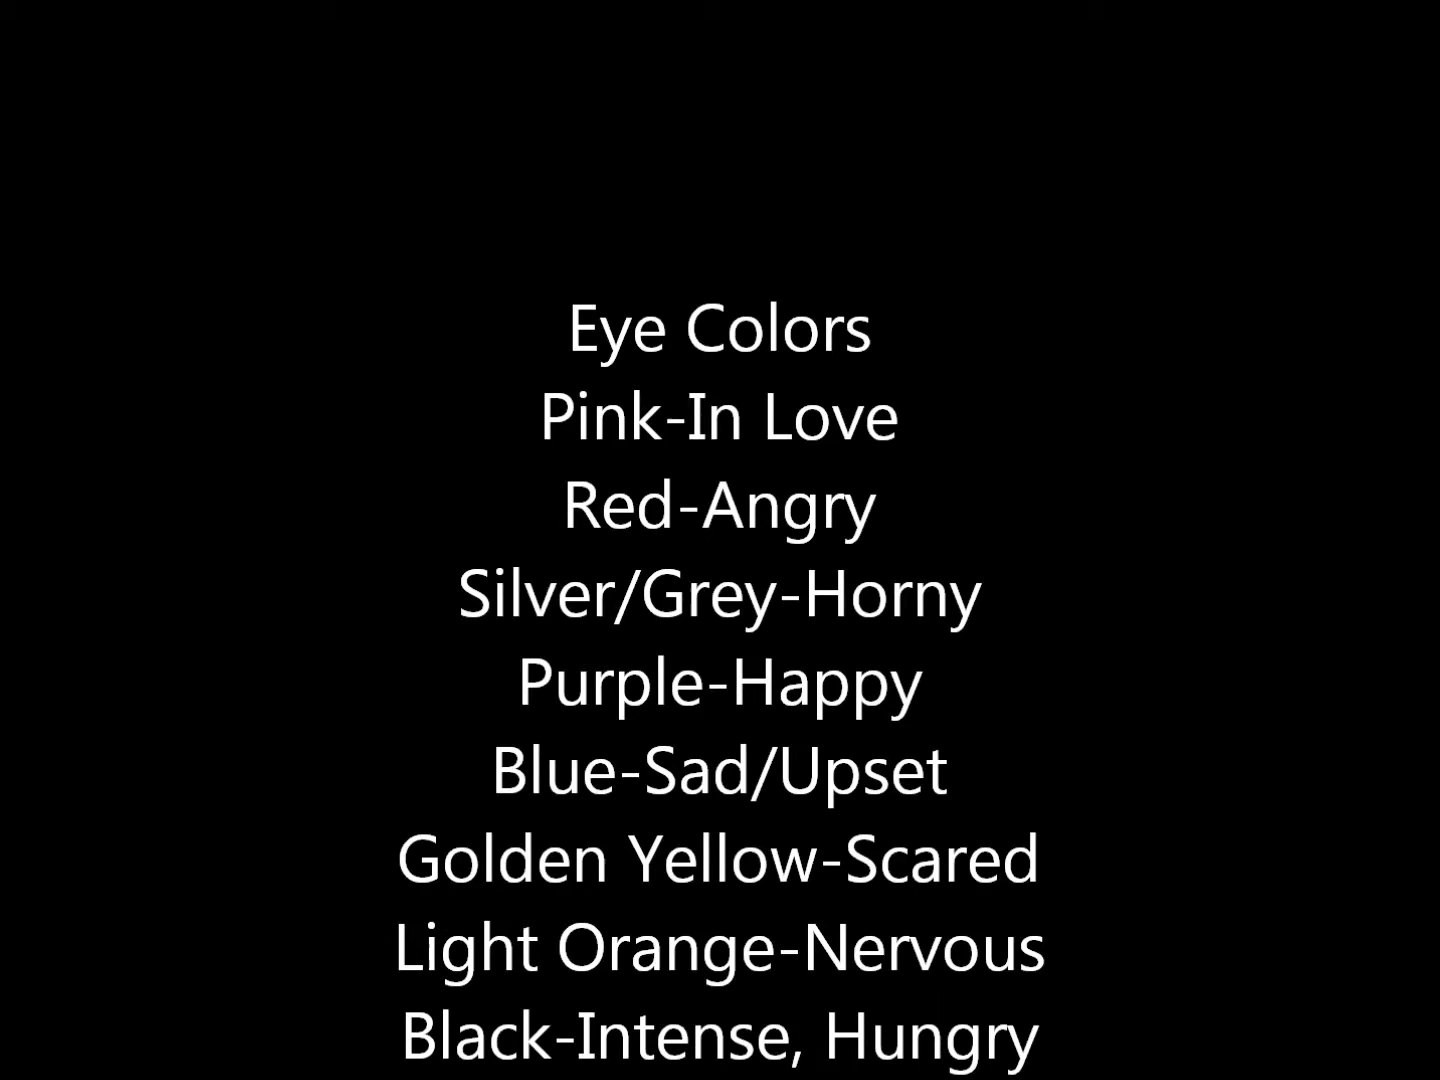 Eye Colors
Pink-In Love
Red-Angry
Silver/Grey-Horny
Purple-Happy
Blue-Sad/Upset
Golden Yellow-Scared
Light Orange-Nervous
Black-Intense, Hungry